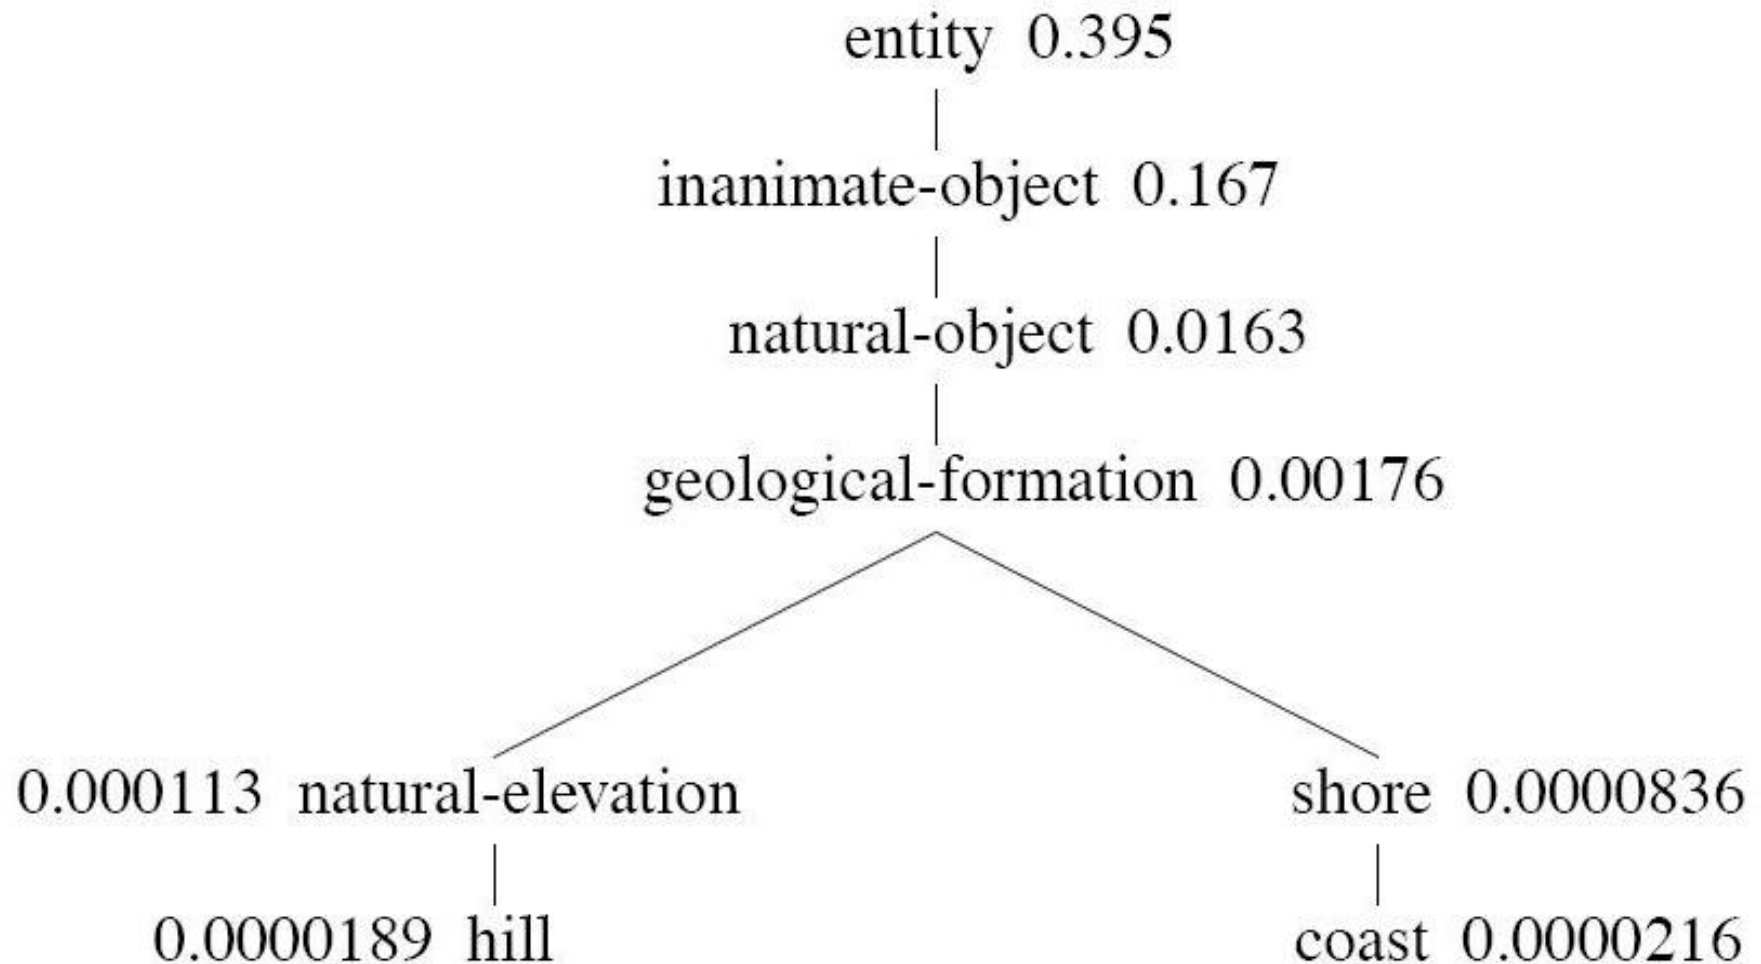 entity 0.395
inanimate-object 0.167
natural-object 0.0163
geological-formation 0.00176
0.000113 natural-elevation
shore 0.0000836
0.0000189 hill
coast 0.0000216